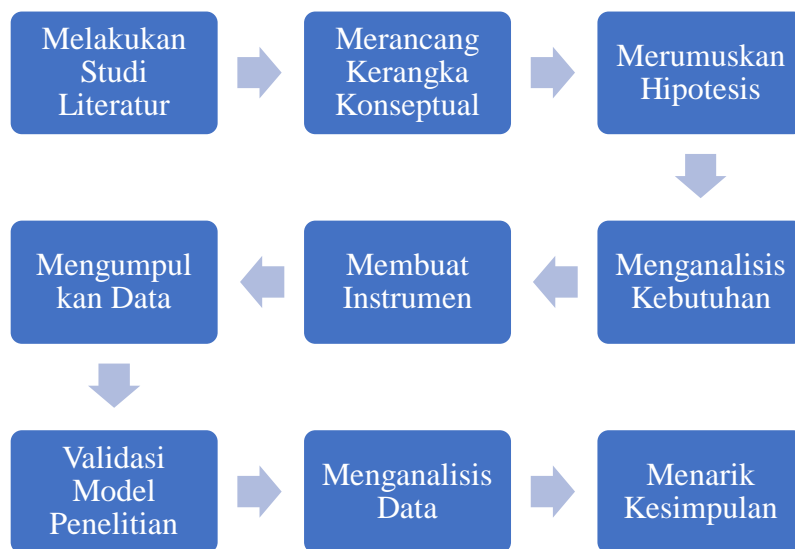 Melakukan
Studi
Literatur
Merancang
Kerangka
Konseptual
Merumuskan
Hipotesis
Menganalisis
Kebutuhan
Membuat
Instrumen
Mengumpul
kan Data
Validasi
Model
Penelitian
Menganalisis
Data
Menarik
Kesimpulan